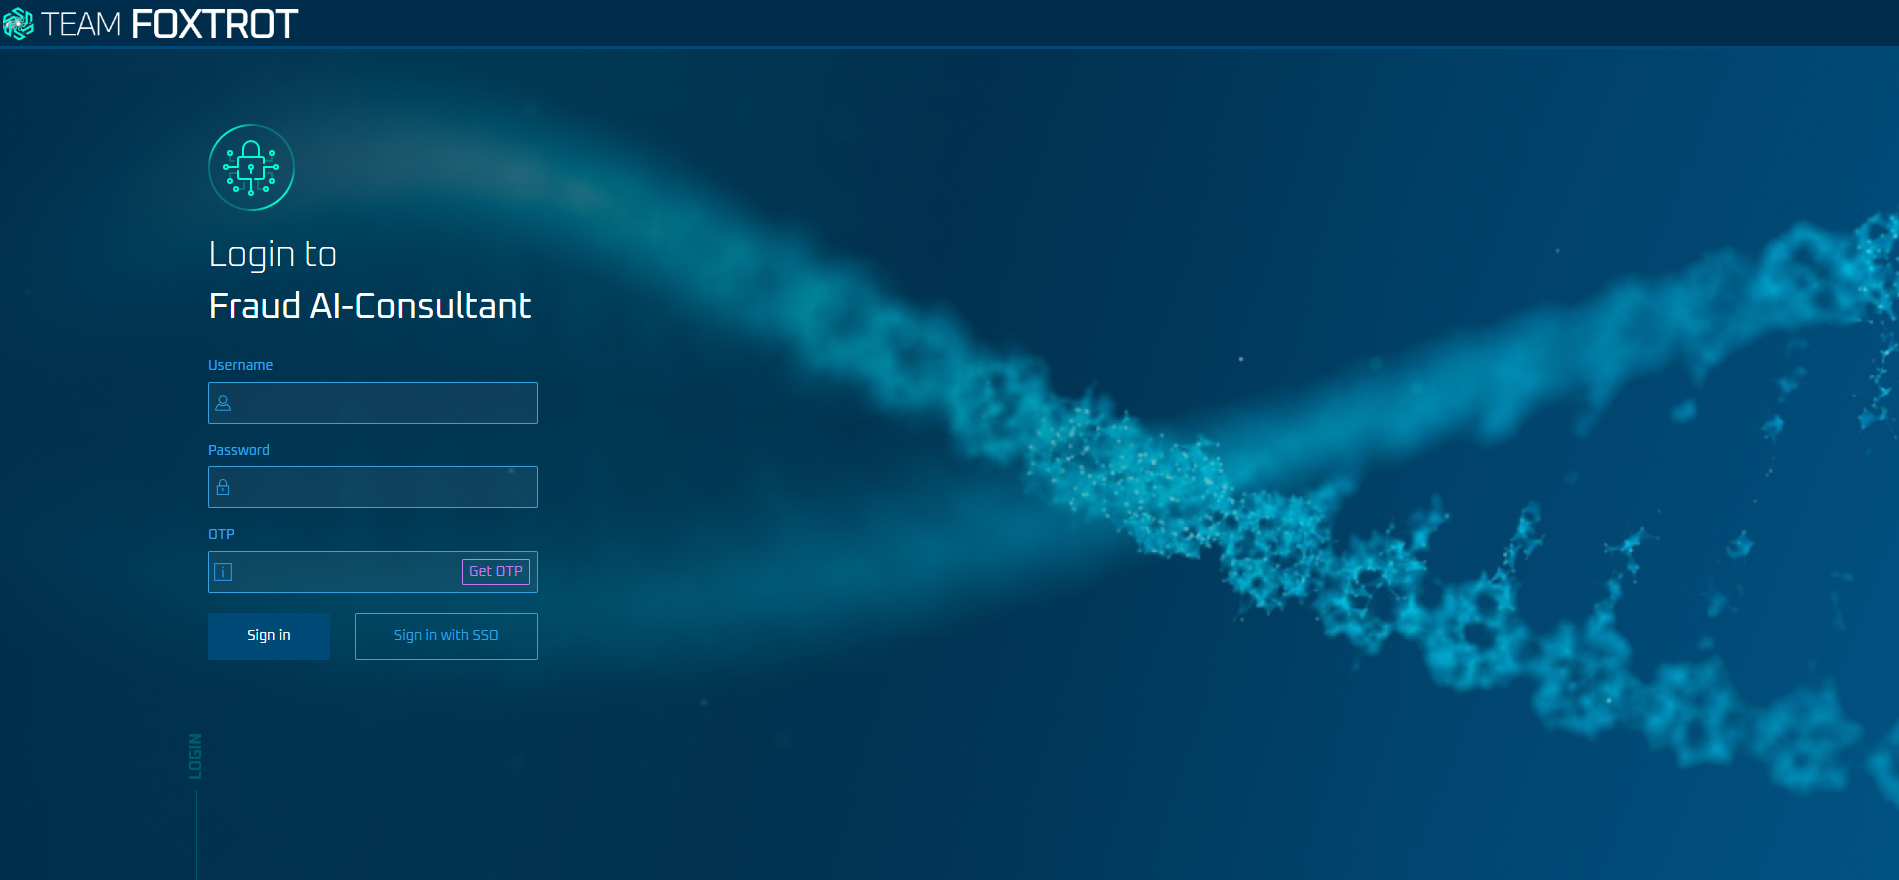 TEAM FOXTROT
Login to
Fraud AI-Consultant
Username
Password
OTP
Get OTP
Sign in
Sign in with SSO
LOGIN